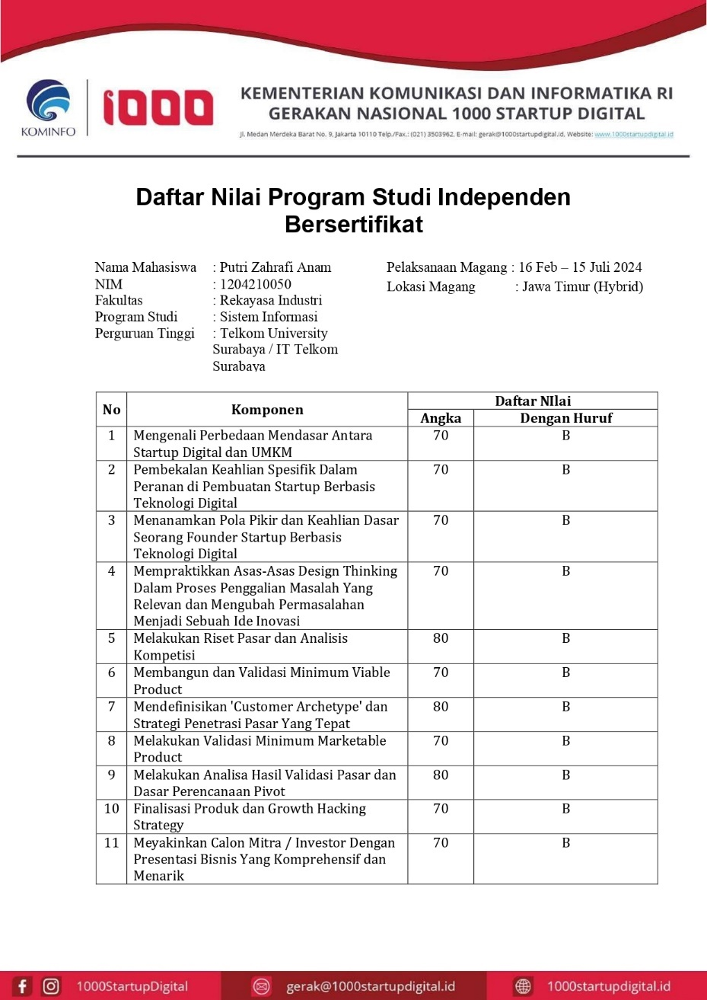 KOMINFO
1000
KEMENTERIAN KOMUNIKASI DAN INFORMATIKA RI
GERAKAN NASIONAL 1000 STARTUP DIGITAL
Jl. Medan Merdeka Barat No. 9, Jakarta 10110 Telp./Fax.: (021) 3503962, E-mail: gerak@1000startupdigital.id, Website: www.1000startupdigital.id
Daftar Nilai Program Studi Independen
Bersertifikat
Nama Mahasiswa : Putri Zahrafi Anam
NIM : 1204210050
Fakultas : Rekayasa Industri
Program Studi : Sistem Informasi
Perguruan Tinggi : Telkom University
Surabaya / IT Telkom
Surabaya
Pelaksanaan Magang : 16 Feb – 15 Juli 2024
Lokasi Magang : Jawa Timur (Hybrid)
No Komponen Daftar NIlai
Angka Dengan Huruf
1 Mengenali Perbedaan Mendasar Antara 70 B
Startup Digital dan UMKM
2 Pembekalan Keahlian Spesifik Dalam 70 B
Peranan di Pembuatan Startup Berbasis
Teknologi Digital
3 Menanamkan Pola Pikir dan Keahlian Dasar 70 B
Seorang Founder Startup Berbasis
Teknologi Digital
4 Mempraktikkan Asas-Asas Design Thinking 70 B
Dalam Proses Penggalian Masalah Yang
Relevan dan Mengubah Permasalahan
Menjadi Sebuah Ide Inovasi
5 Melakukan Riset Pasar dan Analisis 80 B
Kompetisi
6 Membangun dan Validasi Minimum Viable 70 B
Product
7 Mendefinisikan 'Customer Archetype' dan 80 B
Strategi Penetrasi Pasar Yang Tepat
8 Melakukan Validasi Minimum Marketable 70 B
Product
9 Melakukan Analisa Hasil Validasi Pasar dan 80 B
Dasar Perencanaan Pivot
10 Finalisasi Produk dan Growth Hacking 70 B
Strategy
11 Meyakinkan Calon Mitra / Investor Dengan 70 B
Presentasi Bisnis Yang Komprehensif dan
Menarik
1000StartupDigital gerak@1000startupdigital.id 1000startupdigital.id